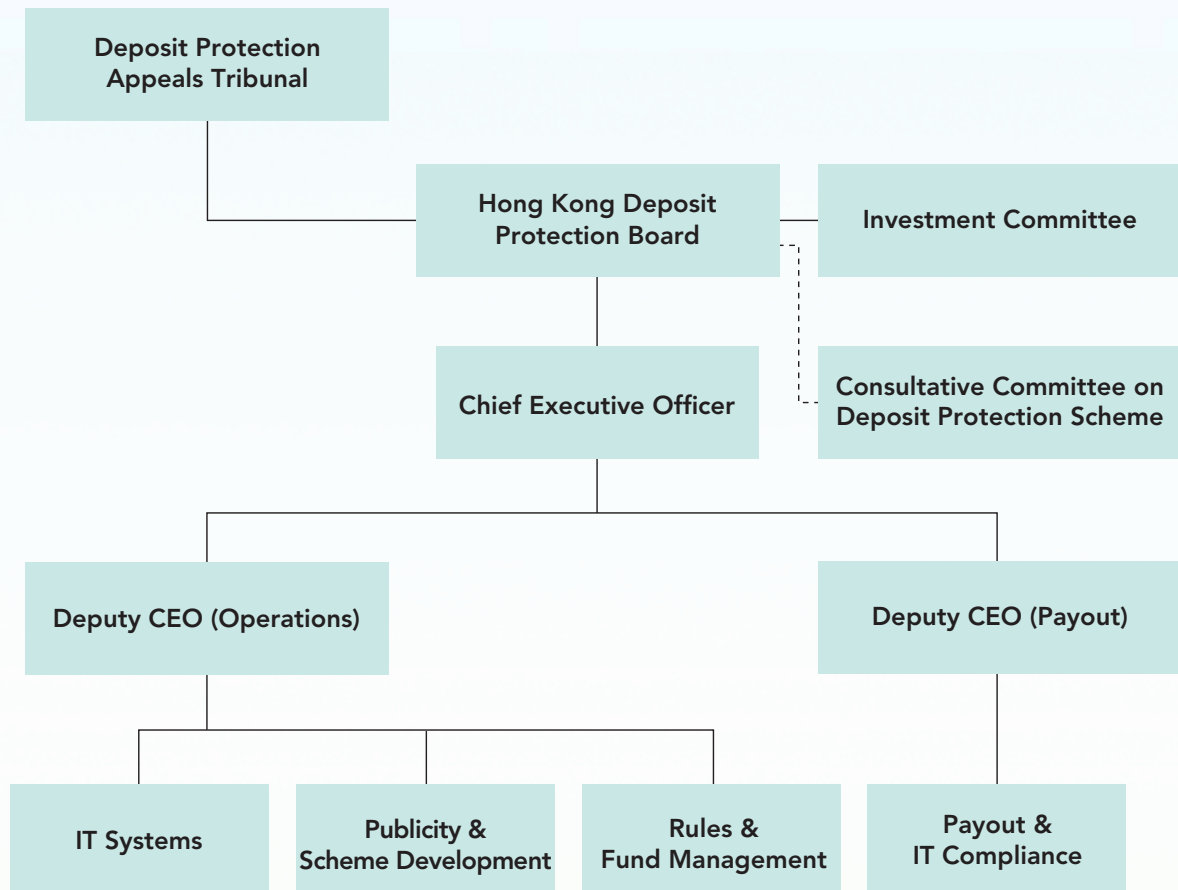 Deposit Protection
Appeals Tribunal
Hong Kong Deposit
Protection Board
Investment Committee
Chief Executive Officer
Consultative Committee on
Deposit Protection Scheme
Deputy CEO (Operations)
Deputy CEO (Payout)
IT Systems
Publicity &
Scheme Development
Rules &
Fund Management
Payout &
IT Compliance